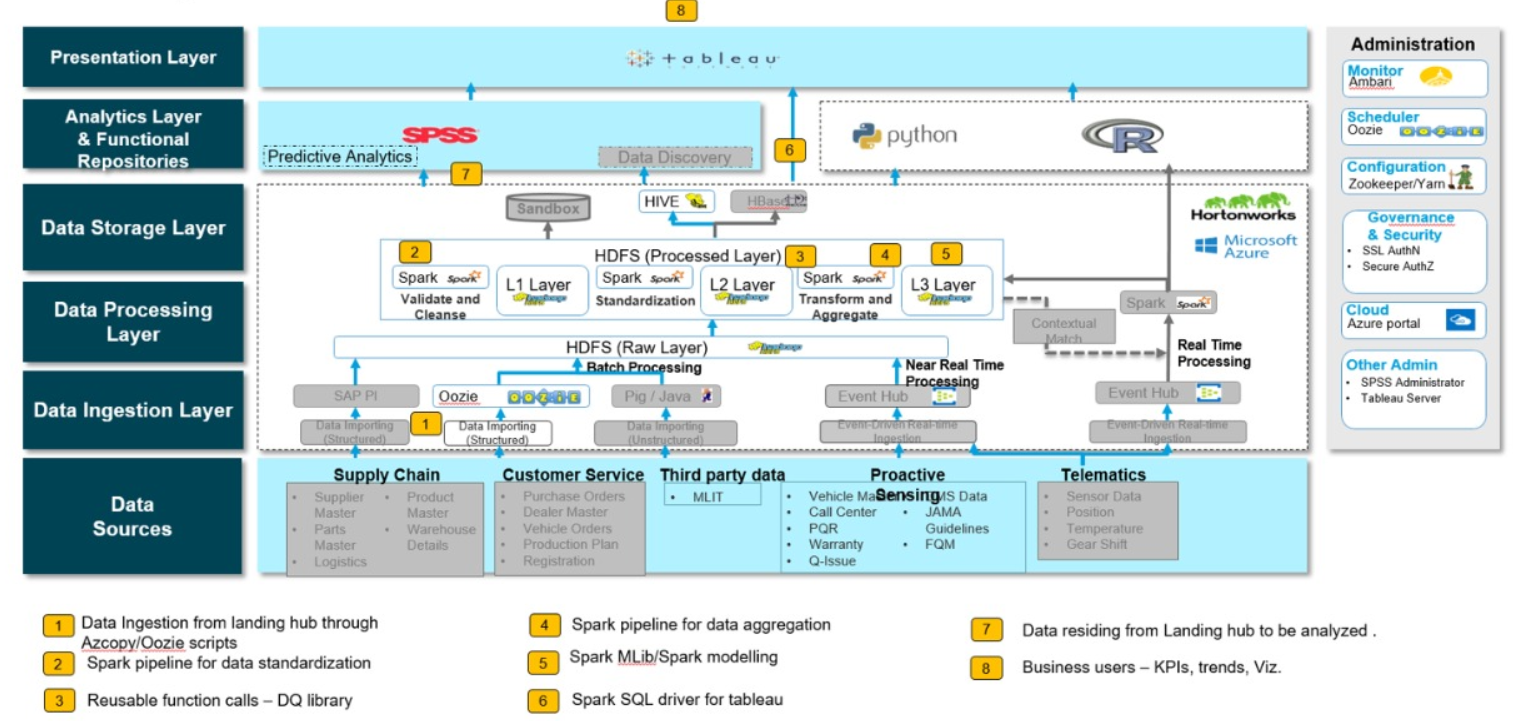 8
Presentation Layer
+ a b l e a u
Administration
Monitor
Ambari
Analytics Layer
& Functional
Repositories
SPSS
Predictive Analytics
Data Discovery
6
python
R
Scheduler
Oozie
OOZIE
7
Configuration
Zookeeper/Yarn
Data Storage Layer
Sandbox
HIVE
HBase
Hortonworks
Microsoft
Azure
Governance
& Security
• SSL AuthN
• Secure AuthZ
2
HDFS (Processed Layer)
3
4
5
Spark
Spark
L1 Layer
Spark
Spark
L2 Layer
Spark
Spark
L3 Layer
Validate and
Cleanse
Standardization
Transform and
Aggregate
Data Processing
Layer
Spark
Spark
Contextual
Match
Cloud
Azure portal
HDFS (Raw Layer)
Real Time
Processing
Batch Processing
Near Real Time
Processing
Other Admin
• SPSS Administrator
• Tableau Server
Data Ingestion Layer
SAP PI
Oozie
OOZIE
Pig / Java
Event Hub
Event Hub
1
Data Importing
(Structured)
Data Importing
(Structured)
Data Importing
(Unstructured)
Event-Driven Real-time
Ingestion
Event-Driven Real-time
Ingestion
Data
Sources
Supply Chain
• Supplier
Master
• Parts
Master
• Logistics
• Product
Master
• Warehouse
Details
Customer Service
• Purchase Orders
• Dealer Master
• Vehicle Orders
• Production Plan
• Registration
Third party data
• MLIT
Proactive
Sensing
• Vehicle Master
• Call Center
• PQR
• Warranty
• Q-Issue
Data
• JAMA
Guidelines
• FQM
Telematics
• Sensor Data
• Position
• Temperature
• Gear Shift
1 Data Ingestion from landing hub through
Azcopy/Oozie scripts
2 Spark pipeline for data standardization
3 Reusable function calls – DQ library
4 Spark pipeline for data aggregation
5 Spark MLib/Spark modelling
6 Spark SQL driver for tableau
7 Data residing from Landing hub to be analyzed .
8 Business users – KPIs, trends, Viz.